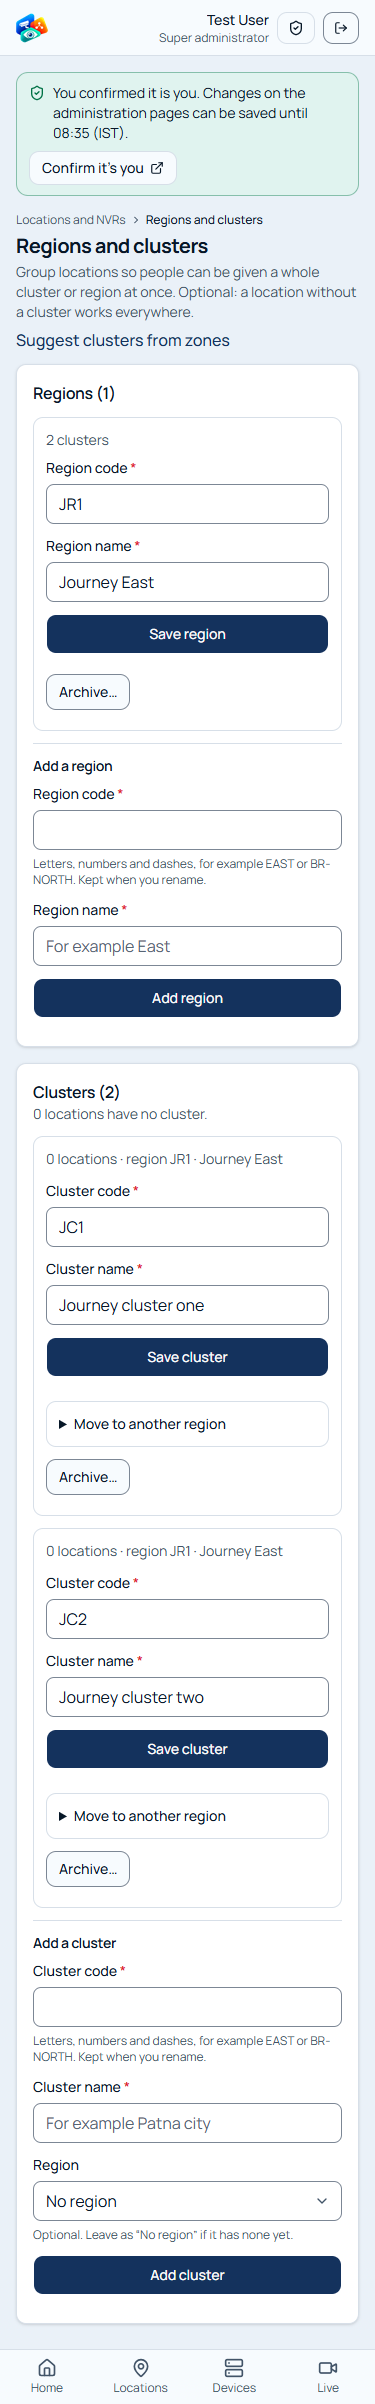 Test User
Super administrator
You confirmed it is you. Changes on the
administration pages can be saved until
08:35 (IST).
Confirm it's you
Locations and NVRs > Regions and clusters
Regions and clusters
Group locations so people can be given a whole
cluster or region at once. Optional: a location without
a cluster works everywhere.
Suggest clusters from zones
Regions (1)
2 clusters
Region code *
JR1
Region name *
Journey East
Save region
Archive...
Add a region
Region code *
Letters, numbers and dashes, for example EAST or BR-
NORTH. Kept when you rename.
Region name *
For example East
Add region
Clusters (2)
0 locations have no cluster.
0 locations · region JR1 · Journey East
Cluster code *
JC1
Cluster name *
Journey cluster one
Save cluster
Move to another region
Archive...
0 locations · region JR1 · Journey East
Cluster code *
JC2
Cluster name *
Journey cluster two
Save cluster
Move to another region
Archive...
Add a cluster
Cluster code *
Letters, numbers and dashes, for example EAST or BR-
NORTH. Kept when you rename.
Cluster name *
For example Patna city
Region
No region
Optional. Leave as “No region” if it has none yet.
Add cluster
Home Locations Devices Live